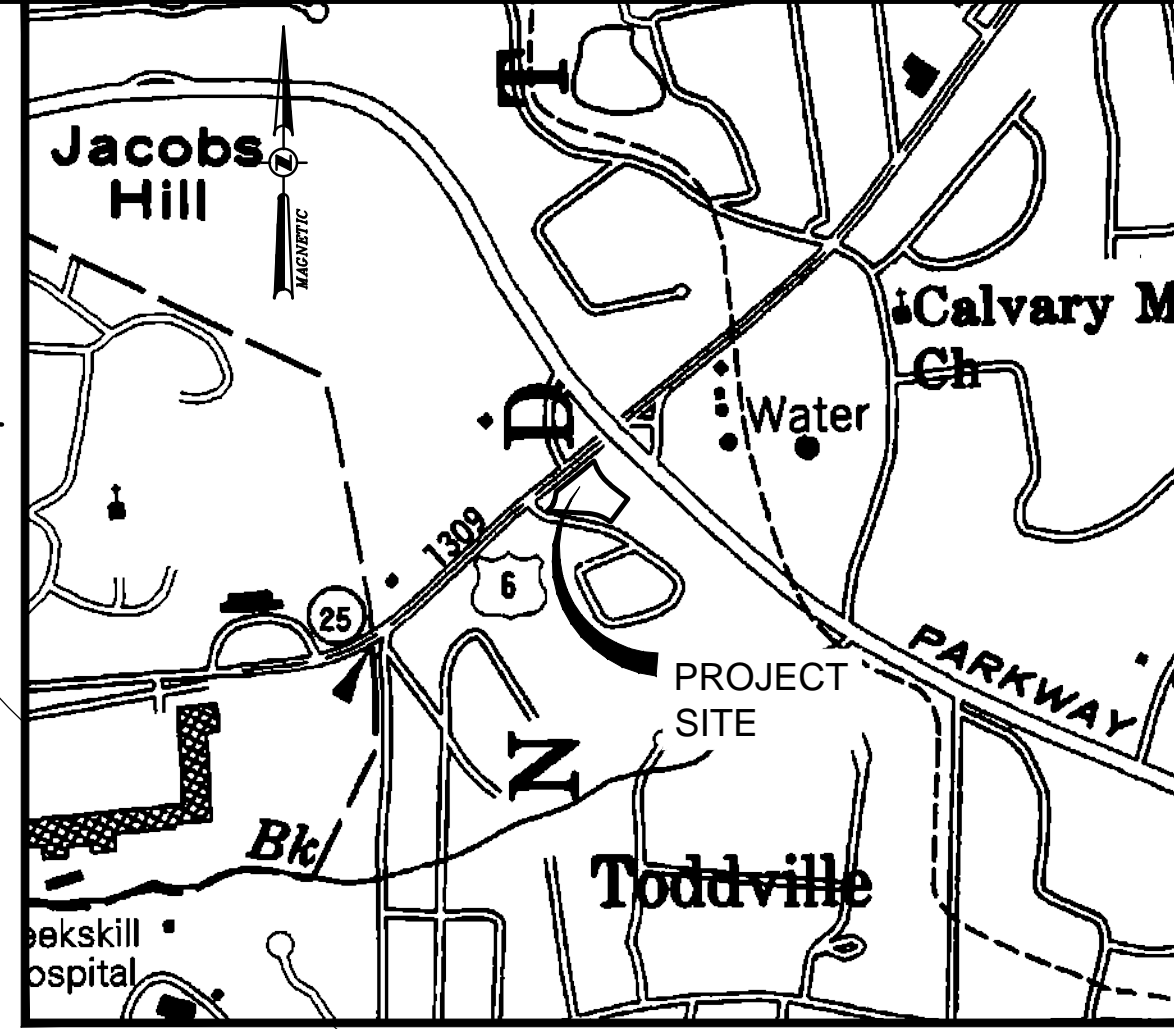 Jacobs
Hill
N
MAGNETIC
T
Calvary M
Ch
D
Water
1309
6
25
PROJECT
SITE
PARKWAY
N
Bk
Toddville
eekskill
ospital